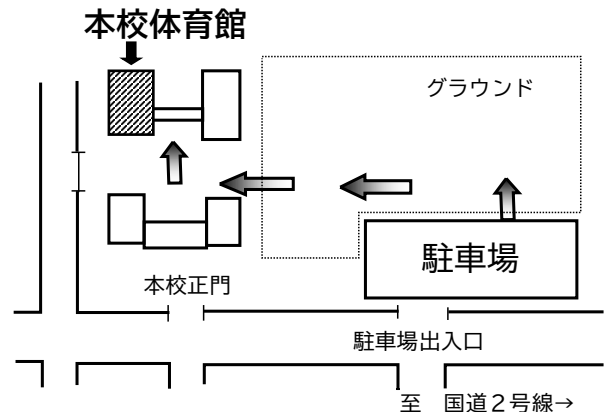 本校体育館
グラウンド
駐車場
本校正門
駐車場出入口
至　国道２号線→